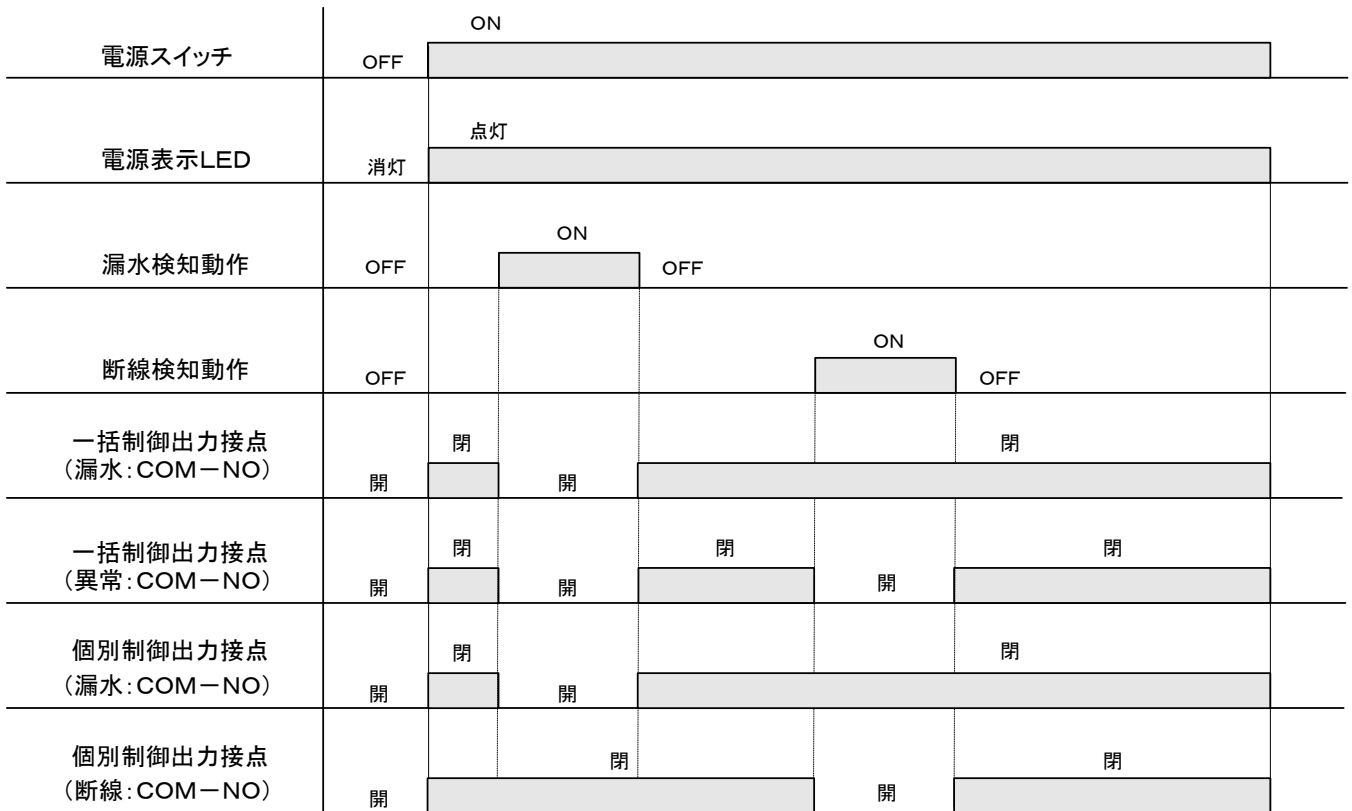 ON
電源スイッチ
OFF
点灯
電源表示LED
消灯
ON
漏水検知動作
OFF
OFF
ON
断線検知動作
OFF
OFF
一括制御出力接点
(漏水:COM-NO)
開
閉
開
閉
一括制御出力接点
(異常:COM-NO)
開
閉
開
閉
開
閉
個別制御出力接点
(漏水:COM-NO)
開
閉
開
閉
個別制御出力接点
(断線:COM-NO)
開
閉
開
閉